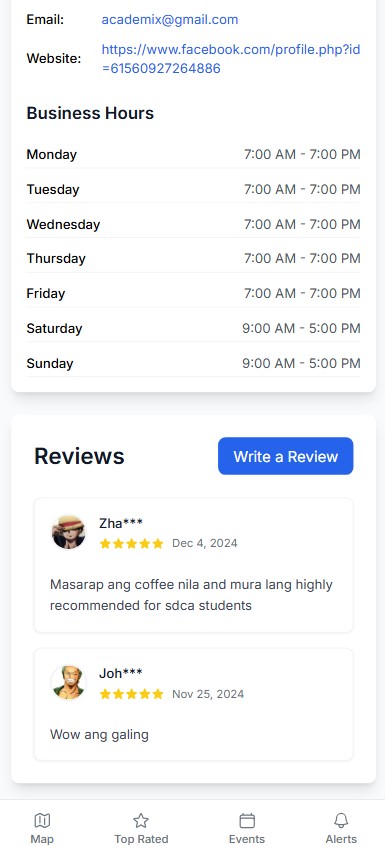 Email: academix@gmail.com
Website: https://www.facebook.com/profile.php?id
=61560927264886
Business Hours
Monday 7:00 AM - 7:00 PM
Tuesday 7:00 AM - 7:00 PM
Wednesday 7:00 AM - 7:00 PM
Thursday 7:00 AM - 7:00 PM
Friday 7:00 AM - 7:00 PM
Saturday 9:00 AM - 5:00 PM
Sunday 9:00 AM - 5:00 PM
Reviews Write a Review
Zha***
Dec 4, 2024
Masarap ang coffee nila and mura lang highly
recommended for sdca students
Joh***
Nov 25, 2024
Wow ang galing
Map Top Rated Events Alerts